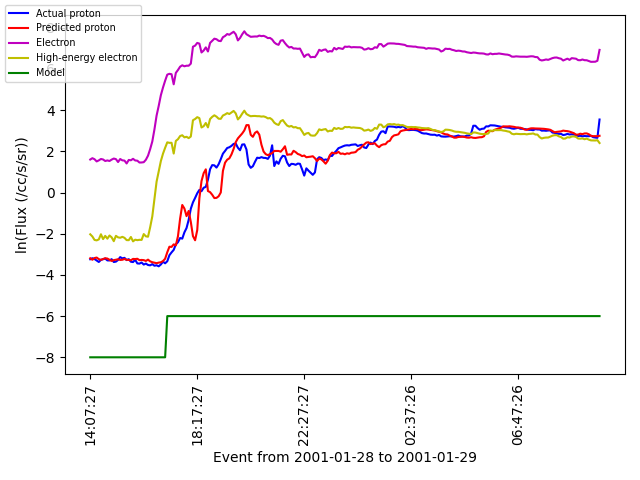 Actual proton
Predicted proton
Electron
High-energy electron
Model
4
2
0
−2
−4
−6
−8
ln(Flux (/cc/s/sr))
14:07:27
18:17:27
22:27:27
02:37:26
06:47:26
Event from 2001-01-28 to 2001-01-29